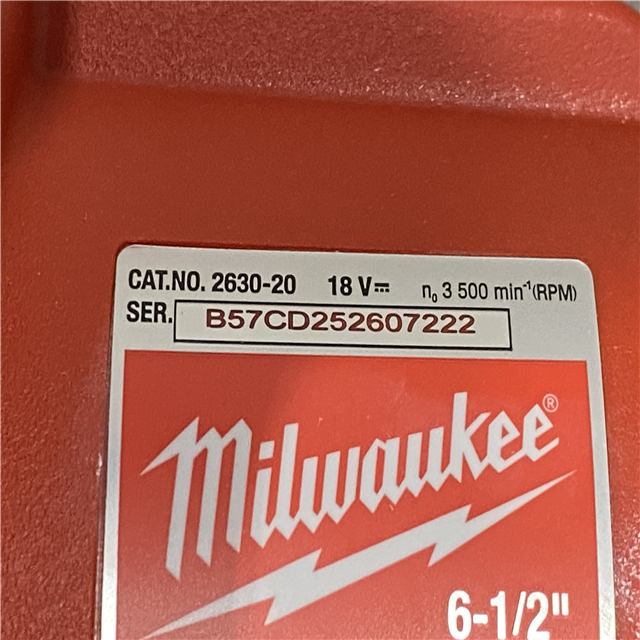 CAT.NO. 2630-20 18 V⎓ n₀ 3 500 min⁻¹(RPM)
SER. B57CD252607222
Milwaukee®
6-1/2"